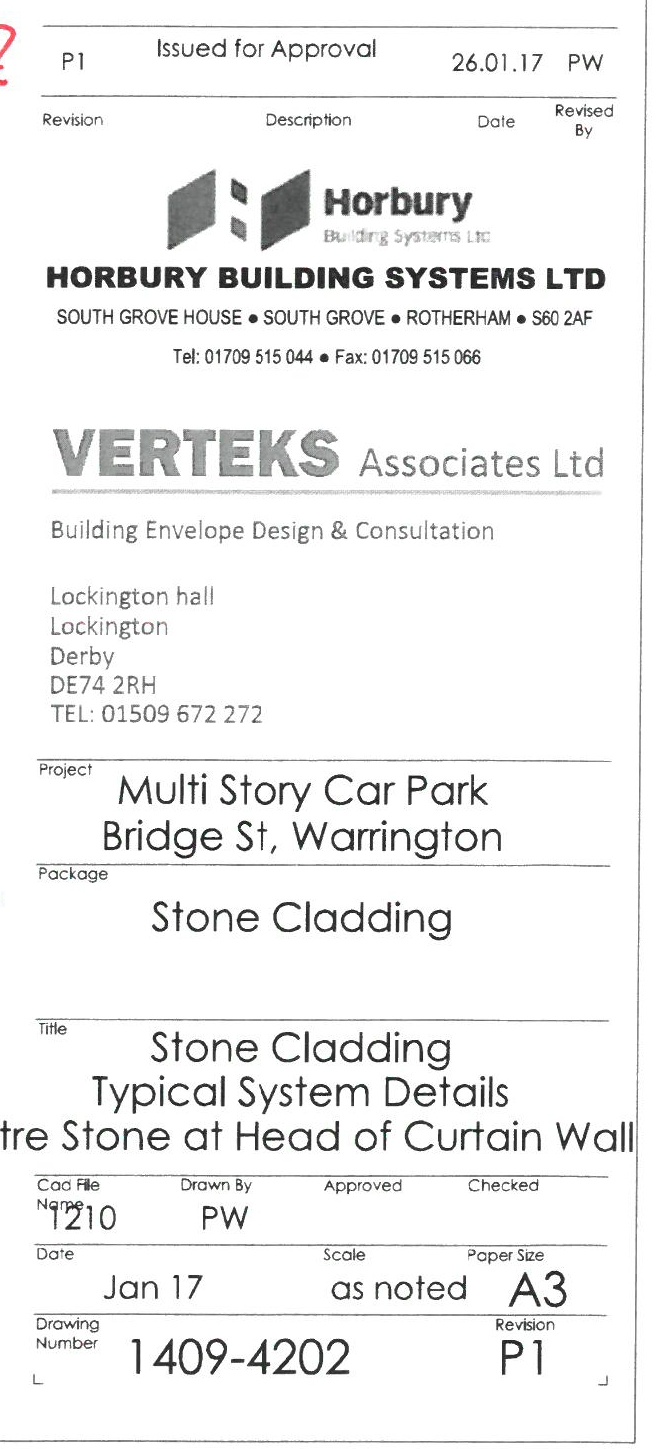 P1 Issued for Approval 26.01.17 PW
Revision Description Date Revised By
Horbury
Building Systems Ltd
HORBURY BUILDING SYSTEMS LTD
SOUTH GROVE HOUSE ● SOUTH GROVE ● ROTHERHAM ● S60 2AF
Tel: 01709 515 044 ● Fax: 01709 515 066
VERTEKS Associates Ltd
Building Envelope Design & Consultation
Lockington hall
Lockington
Derby
DE74 2RH
TEL: 01509 672 272
Project
Multi Story Car Park
Bridge St, Warrington
Package
Stone Cladding
Title
Stone Cladding
Typical System Details
tre Stone at Head of Curtain Wall
Cad File Name Drawn By Approved Checked
1210 PW
Date Scale Paper Size
Jan 17 as noted A3
Drawing Number Revision
1409-4202 P1